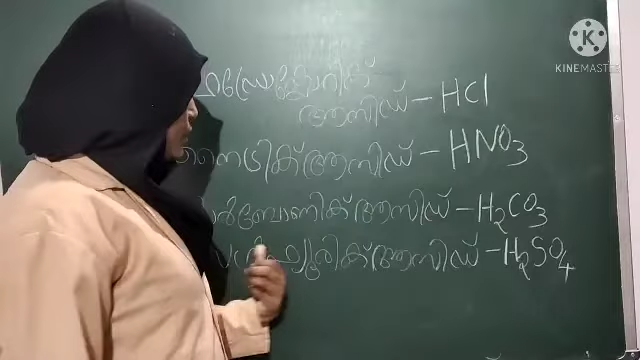 ഹൈഡ്രോക്ലോറിക്
ആസിഡ് - HCl
നൈട്രിക് ആസിഡ് - HNO3
കാർബോണിക് ആസിഡ് - H2CO3
സൾഫ്യൂരിക് ആസിഡ് - H2SO4
K
KINEMASTER